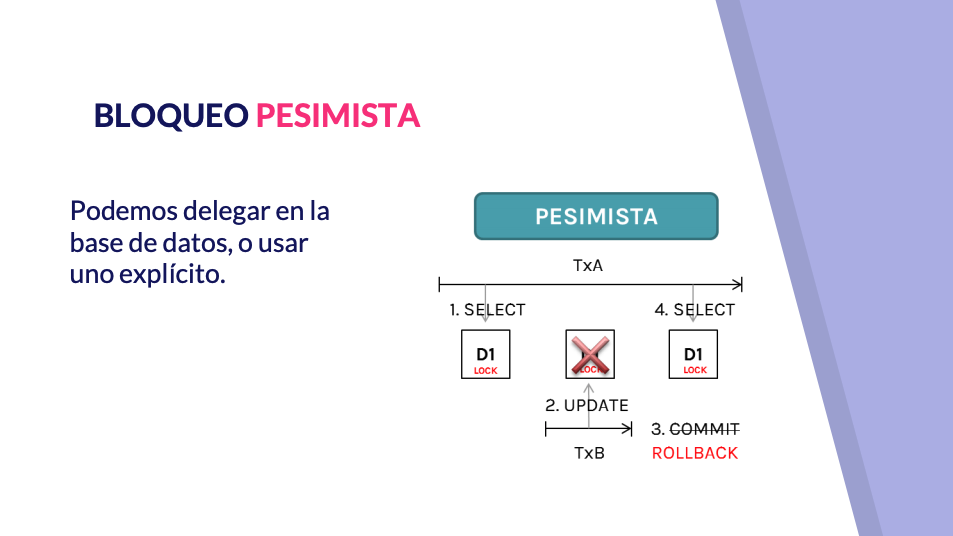 BLOQUEO PESIMISTA
Podemos delegar en la
base de datos, o usar
uno explícito.
PESIMISTA
TxA
1. SELECT
4. SELECT
D1
LOCK
LOCK
D1
LOCK
2. UPDATE
TxB
3. COMMIT
ROLLBACK